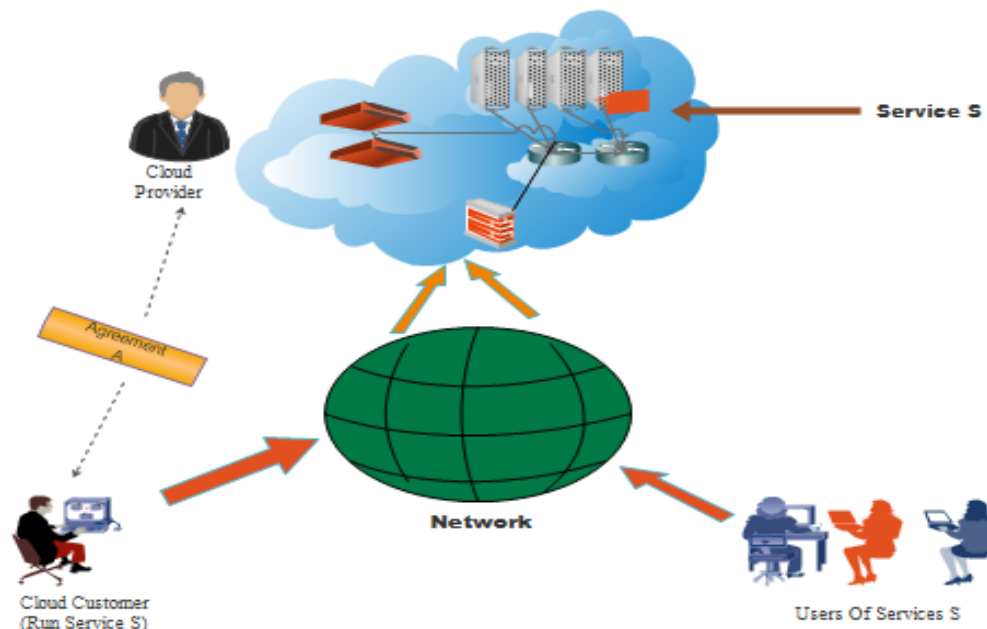 Service S
Cloud
Provider
Agreement
A
Network
Cloud Customer
(Run Service S)
Users Of Services S